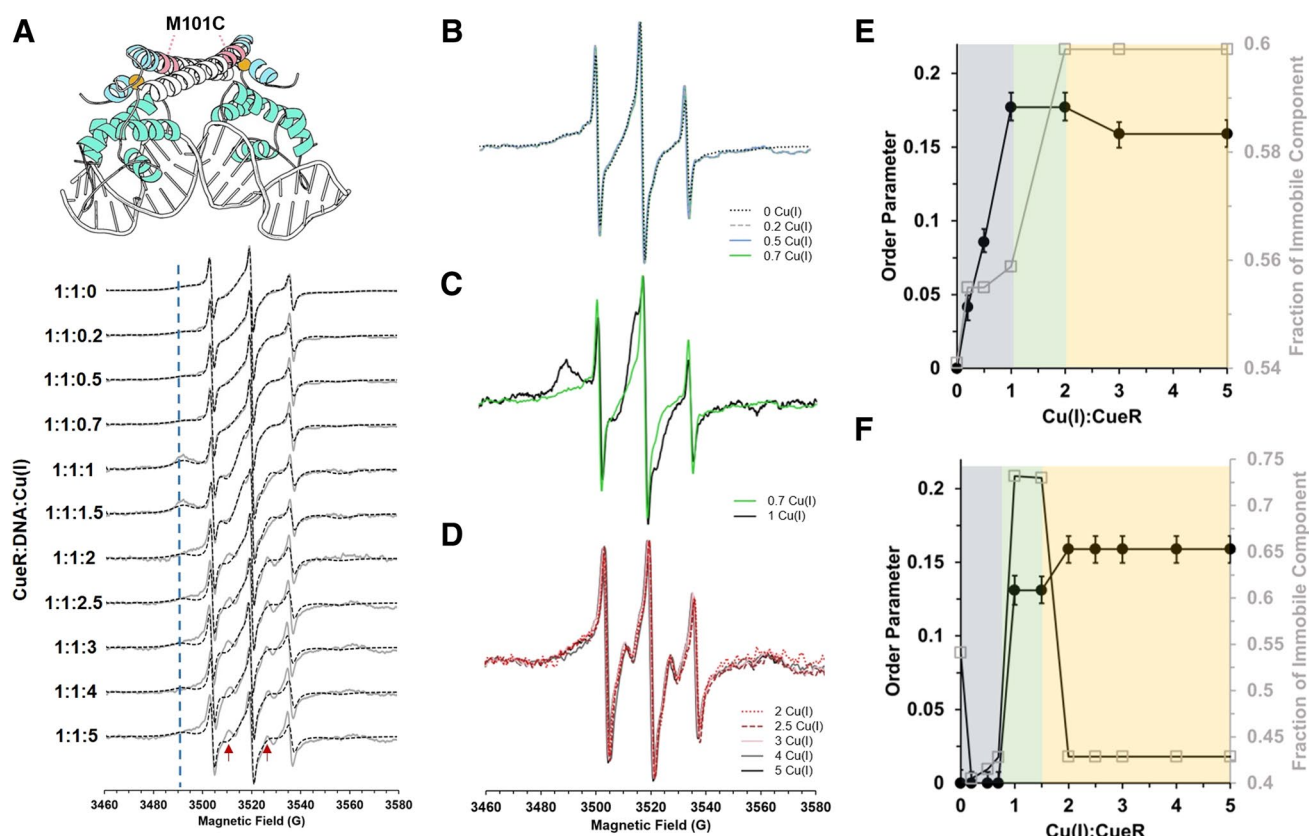 A
M101C
1:1:0
1:1:0.2
1:1:0.5
1:1:0.7
1:1:1
1:1:1.5
1:1:2
1:1:2.5
1:1:3
1:1:4
1:1:5
CueR:DNA:Cu(I)
3460 3480 3500 3520 3540 3560 3580
Magnetic Field (G)
B
0 Cu(I)
0.2 Cu(I)
0.5 Cu(I)
0.7 Cu(I)
C
0.7 Cu(I)
1 Cu(I)
D
2 Cu(I)
2.5 Cu(I)
3 Cu(I)
4 Cu(I)
5 Cu(I)
3460 3480 3500 3520 3540 3560 3580
Magnetic Field (G)
E
0.2
0.15
0.1
0.05
0
Order Parameter
0.6
0.58
0.56
0.54
Fraction of Immobile Component
0 1 2 3 4 5
Cu(I):CueR
F
0.2
0.15
0.1
0.05
0
Order Parameter
0.75
0.7
0.65
0.6
0.55
0.5
0.45
0.4
Fraction of Immobile Component
0 1 2 3 4 5
Cu(I):CueR